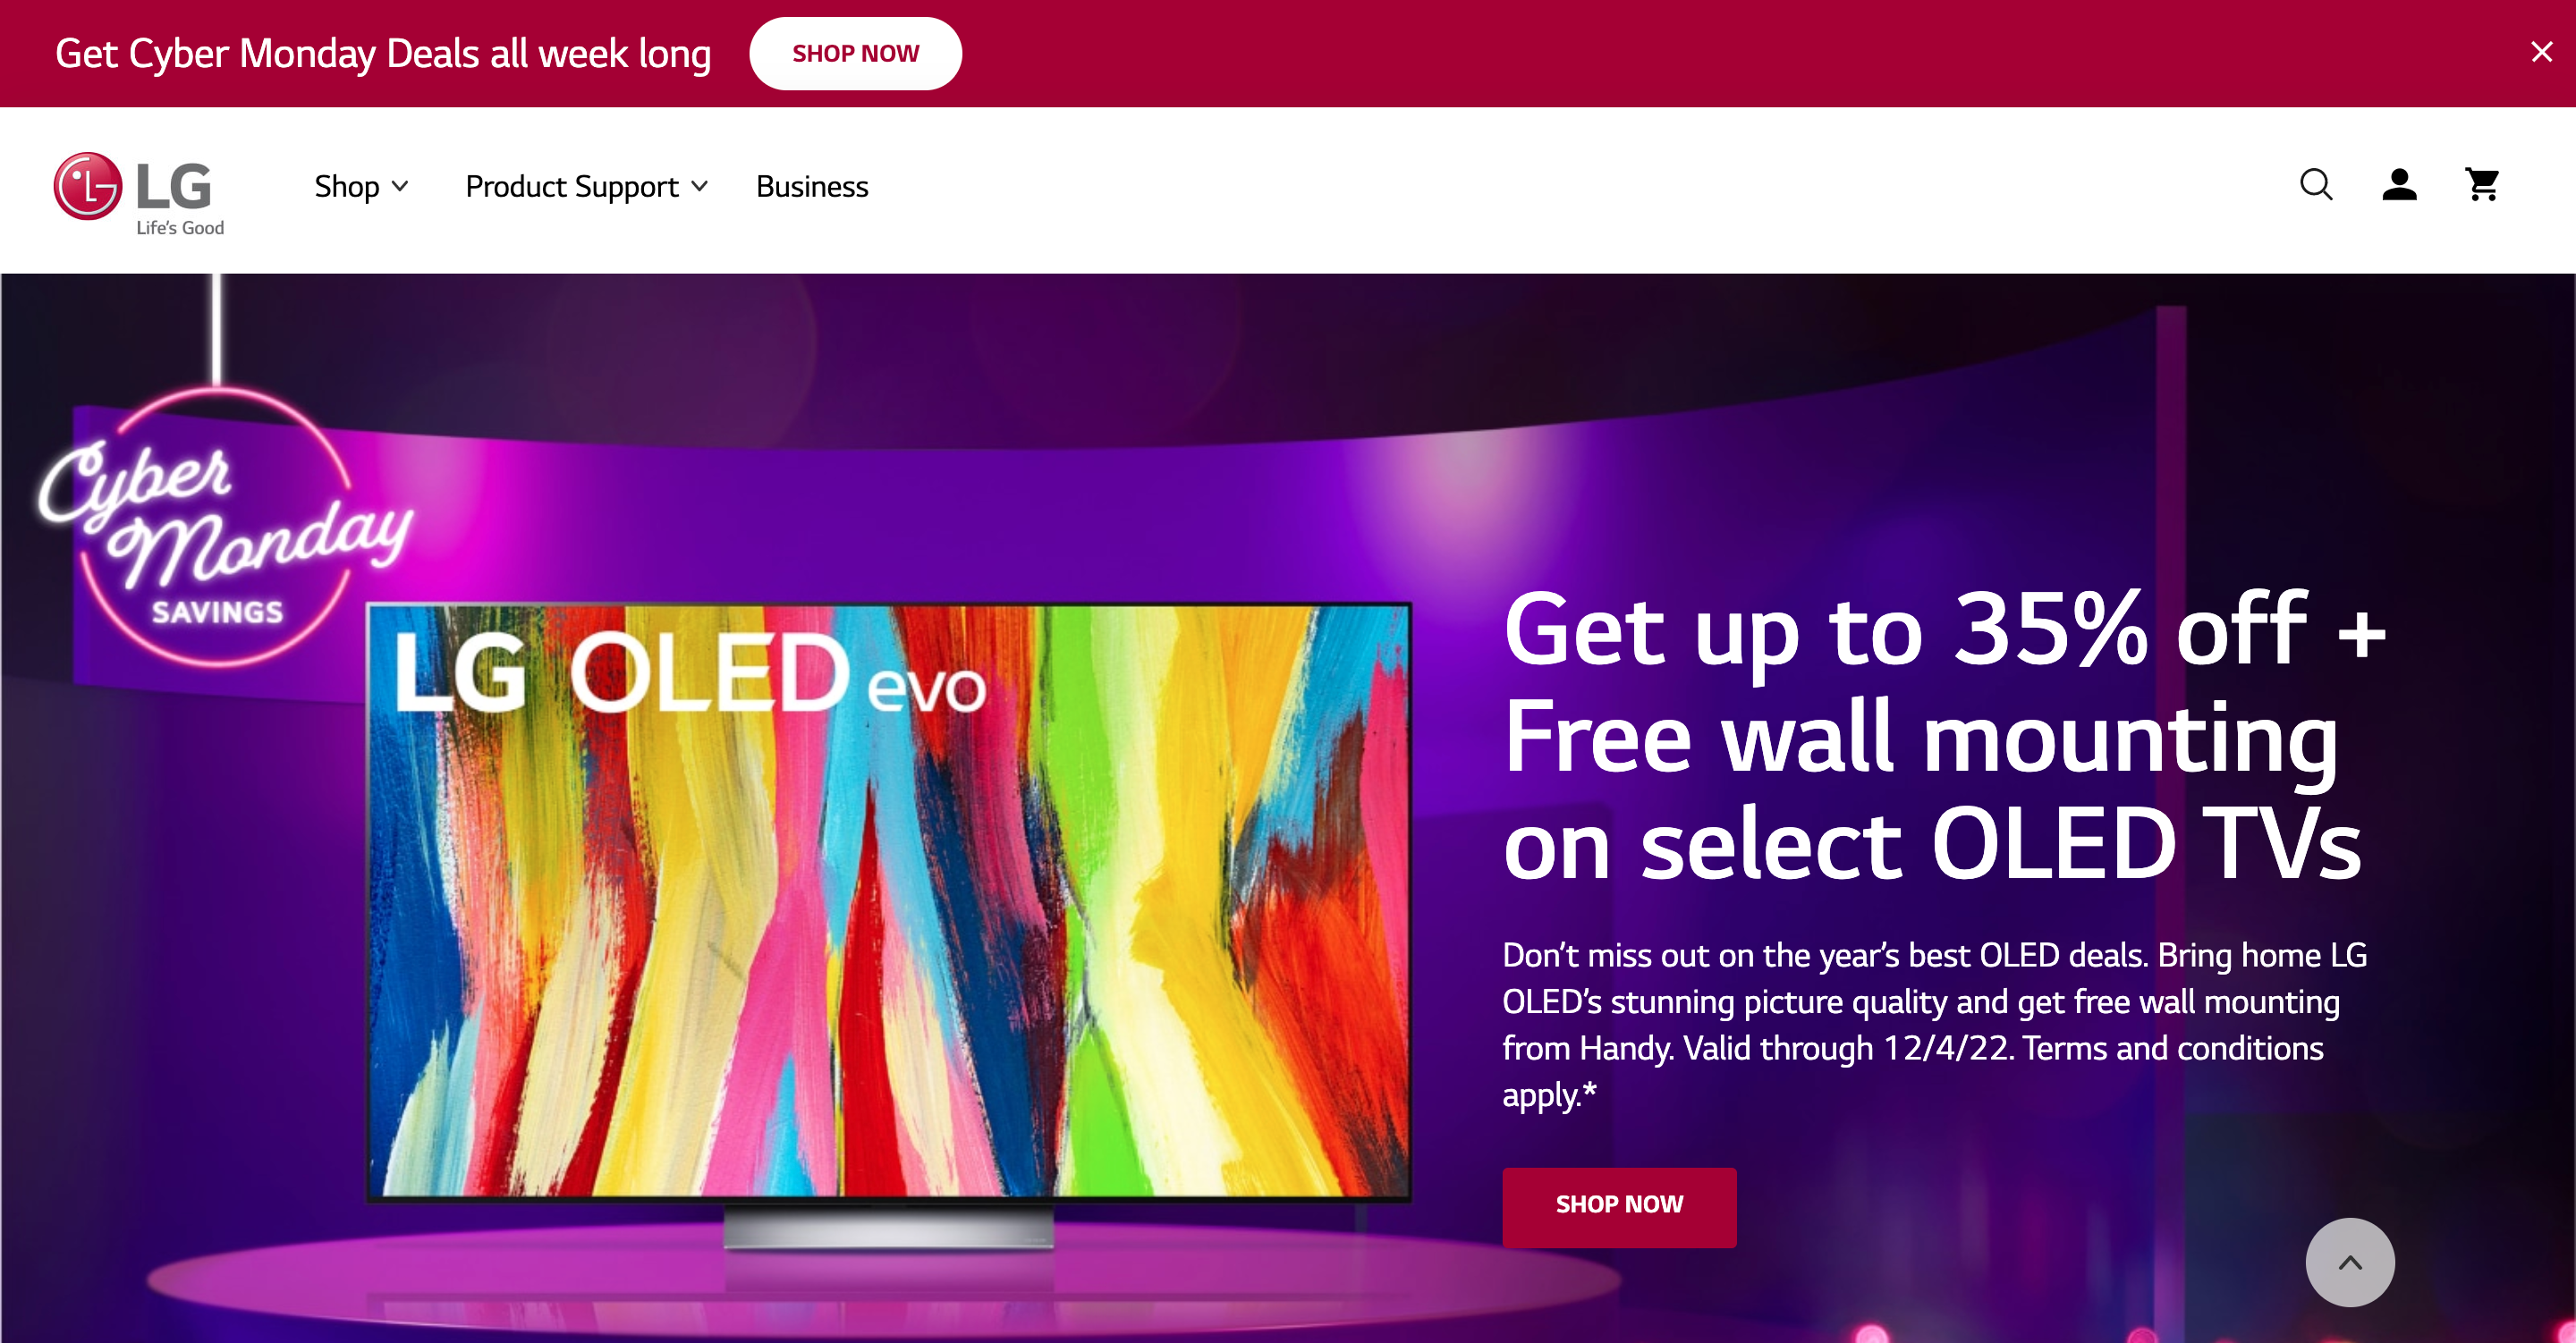 Get Cyber Monday Deals all week long
SHOP NOW
LG
Life's Good
Shop
Product Support
Business
Cyber
Monday
SAVINGS
LG OLED evo
Get up to 35% off +
Free wall mounting
on select OLED TVs
Don’t miss out on the year’s best OLED deals. Bring home LG
OLED’s stunning picture quality and get free wall mounting
from Handy. Valid through 12/4/22. Terms and conditions
apply.*
SHOP NOW